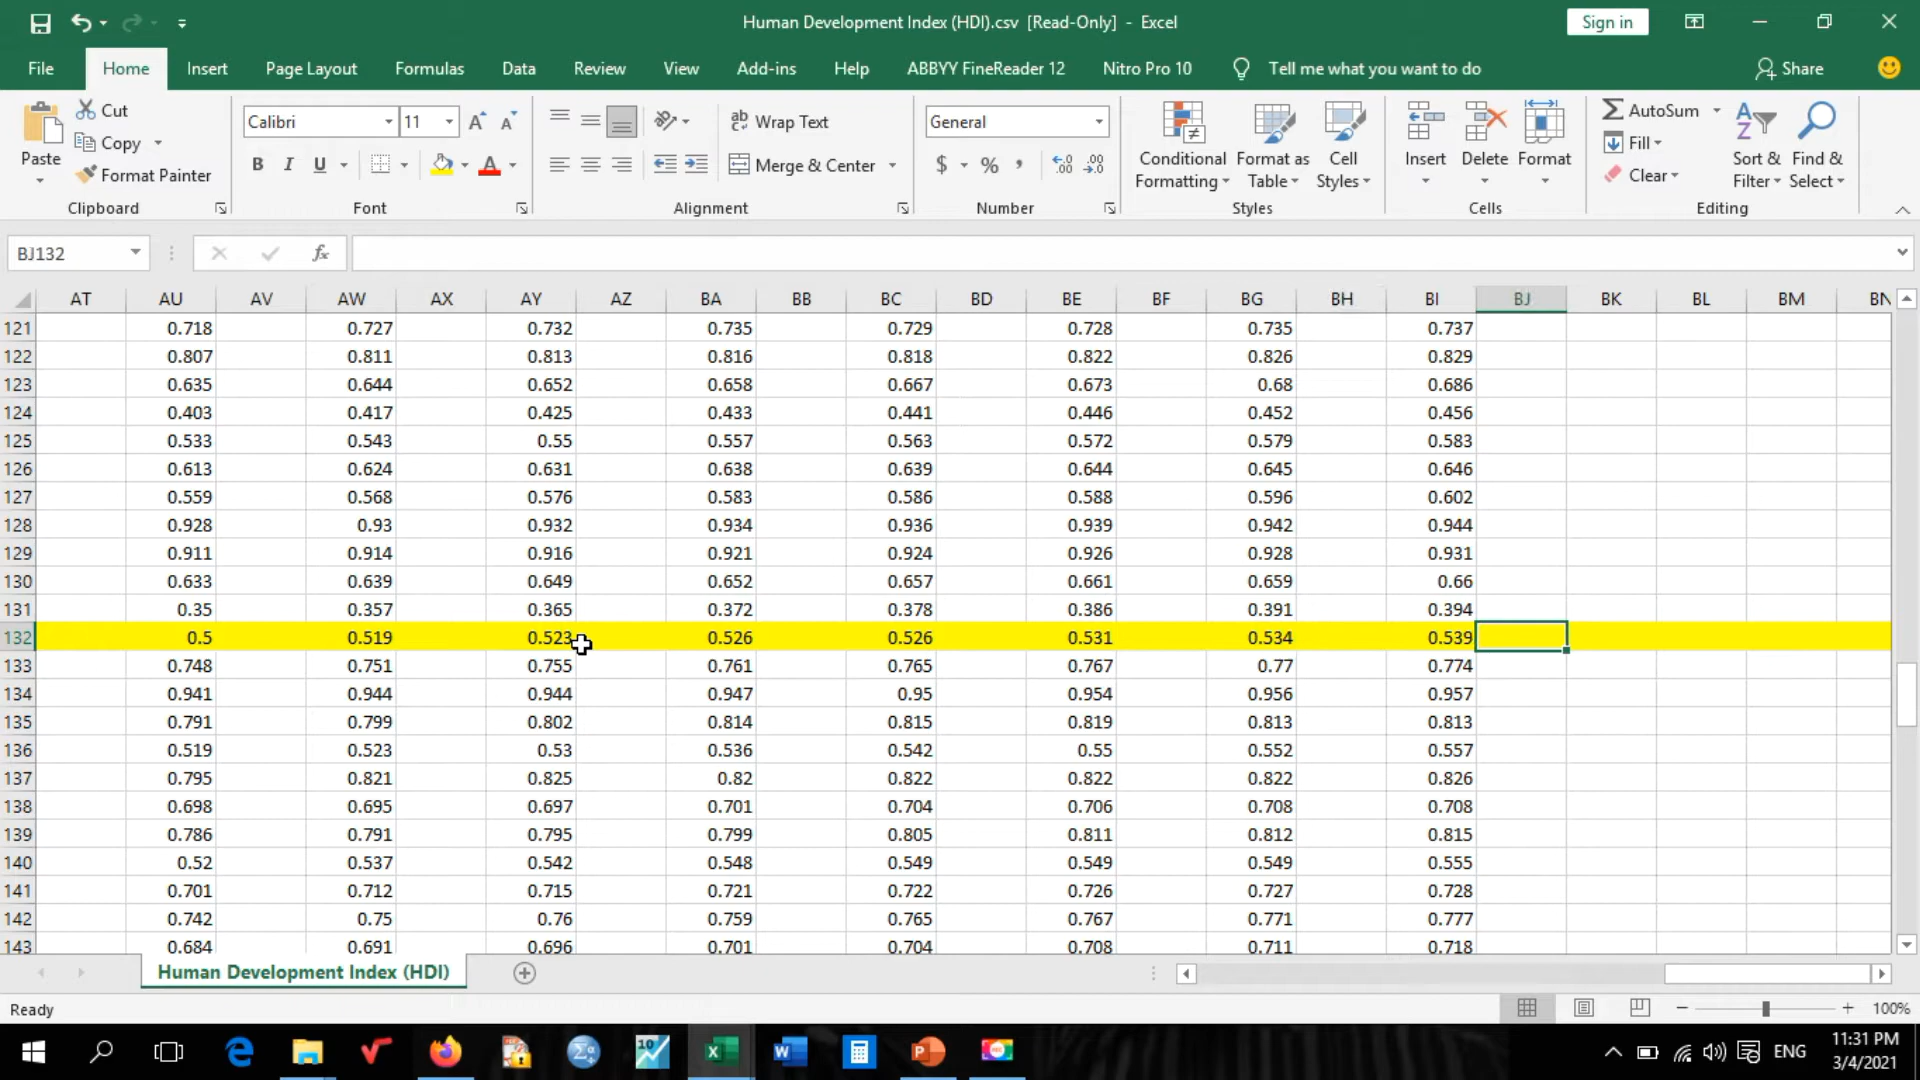 Human Development Index (HDI).csv [Read-Only] - Excel
Sign in
File Home Insert Page Layout Formulas Data Review View Add-ins Help ABBYY FineReader 12 Nitro Pro 10 Tell me what you want to do Share
Paste
Cut
Copy
Format Painter
Clipboard
Calibri 11
B I U A
Font
Wrap Text
Merge & Center
Alignment
General
$ % ,
Number
Conditional Formatting
Format as Table
Cell Styles
Styles
Insert Delete Format
Cells
AutoSum
Fill
Clear
Sort & Filter
Find & Select
Editing
BJ132 fx
AT AU AV AW AX AY AZ BA BB BC BD BE BF BG BH BI BJ BK BL BM BN
121 0.718 0.727 0.732 0.735 0.729 0.728 0.735 0.737
122 0.807 0.811 0.813 0.816 0.818 0.822 0.826 0.829
123 0.635 0.644 0.652 0.658 0.667 0.673 0.68 0.686
124 0.403 0.417 0.425 0.433 0.441 0.446 0.452 0.456
125 0.533 0.543 0.55 0.557 0.563 0.572 0.579 0.583
126 0.613 0.624 0.631 0.638 0.639 0.644 0.645 0.646
127 0.559 0.568 0.576 0.583 0.586 0.588 0.596 0.602
128 0.928 0.93 0.932 0.934 0.936 0.939 0.942 0.944
129 0.911 0.914 0.916 0.921 0.924 0.926 0.928 0.931
130 0.633 0.639 0.649 0.652 0.657 0.661 0.659 0.66
131 0.35 0.357 0.365 0.372 0.378 0.386 0.391 0.394
132 0.5 0.519 0.523 0.526 0.526 0.531 0.534 0.539
133 0.748 0.751 0.755 0.761 0.765 0.767 0.77 0.774
134 0.941 0.944 0.944 0.947 0.95 0.954 0.956 0.957
135 0.791 0.799 0.802 0.814 0.815 0.819 0.813 0.813
136 0.519 0.523 0.53 0.536 0.542 0.55 0.552 0.557
137 0.795 0.821 0.825 0.82 0.822 0.822 0.822 0.826
138 0.698 0.695 0.697 0.701 0.704 0.706 0.708 0.708
139 0.786 0.791 0.795 0.799 0.805 0.811 0.812 0.815
140 0.52 0.537 0.542 0.548 0.549 0.549 0.549 0.555
141 0.701 0.712 0.715 0.721 0.722 0.726 0.727 0.728
142 0.742 0.75 0.76 0.759 0.765 0.767 0.771 0.777
143 0.684 0.691 0.696 0.701 0.704 0.708 0.711 0.718
Human Development Index (HDI)
Ready 100%
ENG
11:31 PM
3/4/2021